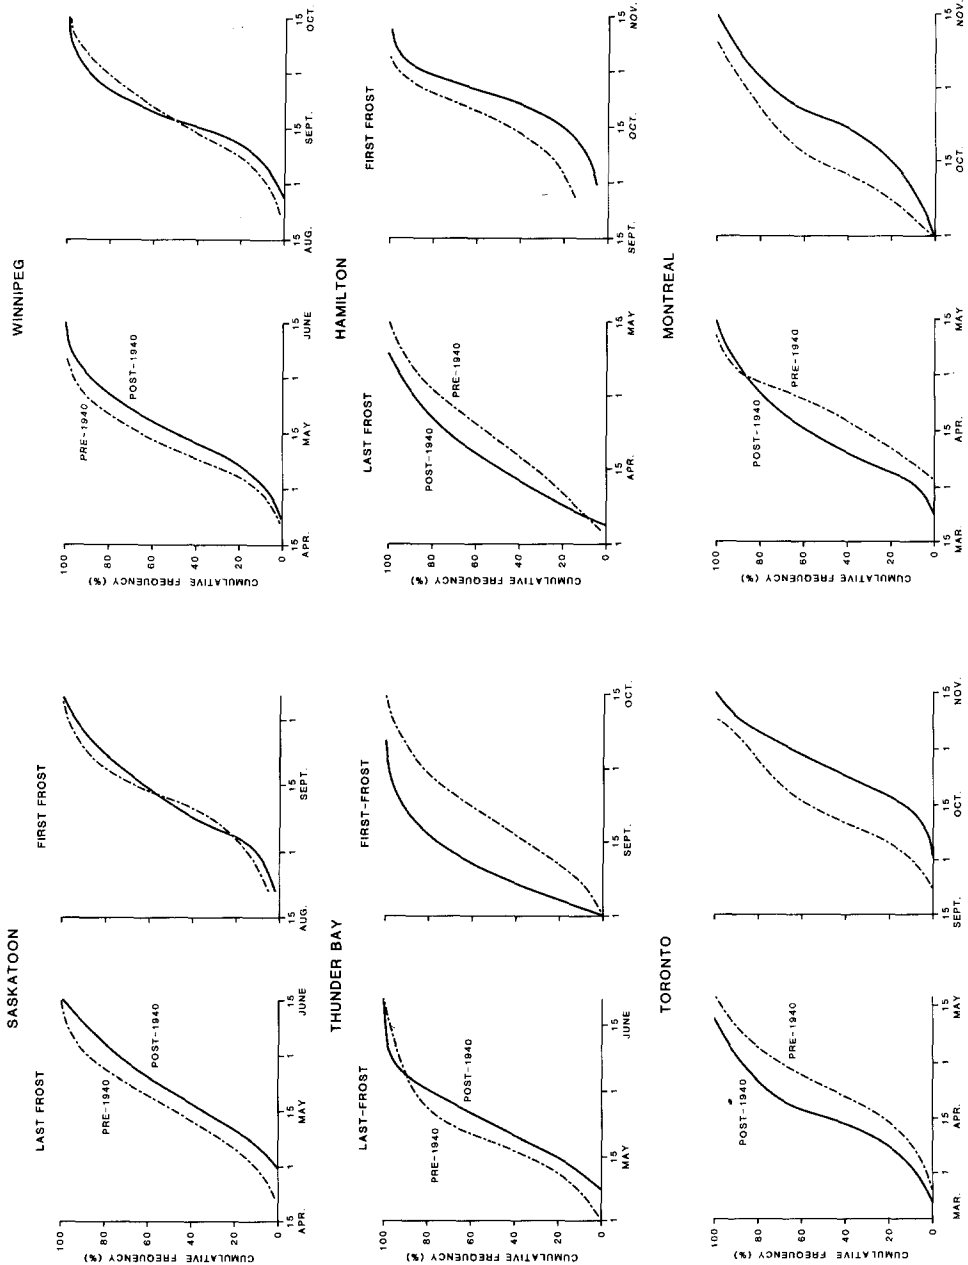 SASKATOON
LAST FROST
FIRST FROST
CUMULATIVE FREQUENCY (%)
100
80
60
40
20
0
PRE-1940
POST-1940
15 1 15 1 15
APR. MAY JUNE
15 1 15 1
AUG. SEPT.
WINNIPEG
CUMULATIVE FREQUENCY (%)
100
80
60
40
20
0
PRE-1940
POST-1940
15 1 15 1 15
APR. MAY JUNE
15 1 15 1 15
AUG. SEPT. OCT.
THUNDER BAY
LAST-FROST
FIRST-FROST
CUMULATIVE FREQUENCY (%)
100
80
60
40
20
0
PRE-1940
POST-1940
1 15 1 15
MAY JUNE
1 15 1 15
SEPT. OCT.
HAMILTON
LAST FROST
FIRST FROST
CUMULATIVE FREQUENCY (%)
100
80
60
40
20
0
POST-1940
PRE-1940
1 15 1 15
APR. MAY
15 1 15 1 15
SEPT. OCT. NOV.
TORONTO
CUMULATIVE FREQUENCY (%)
100
80
60
40
20
0
POST-1940
PRE-1940
1 15 1 15
MAR. APR. MAY
15 1 15 1 15
SEPT. OCT. NOV.
MONTREAL
CUMULATIVE FREQUENCY (%)
100
80
60
40
20
0
POST-1940
PRE-1940
15 1 15 1 15
MAR. APR. MAY
1 15 1 15
OCT. NOV.